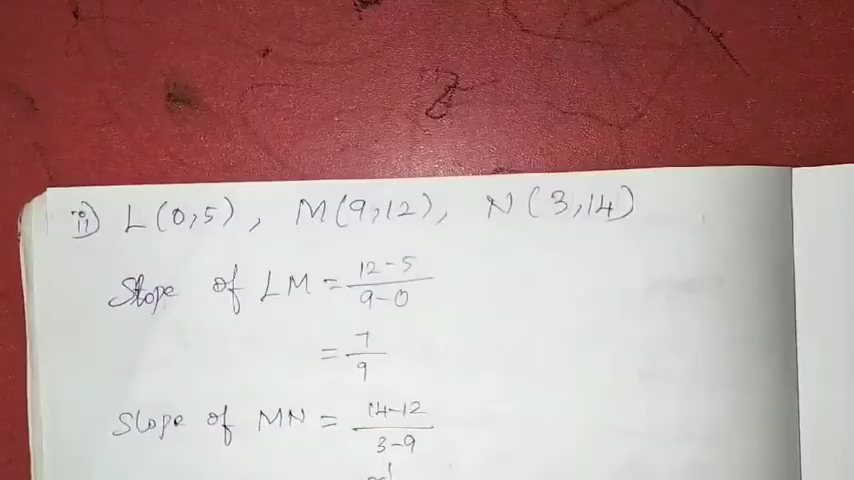 ii) L(0,5), M(9,12), N(3,14)
Slope of LM = 12-5
9-0
= 7
9
Slope of MN = 14-12
3-9